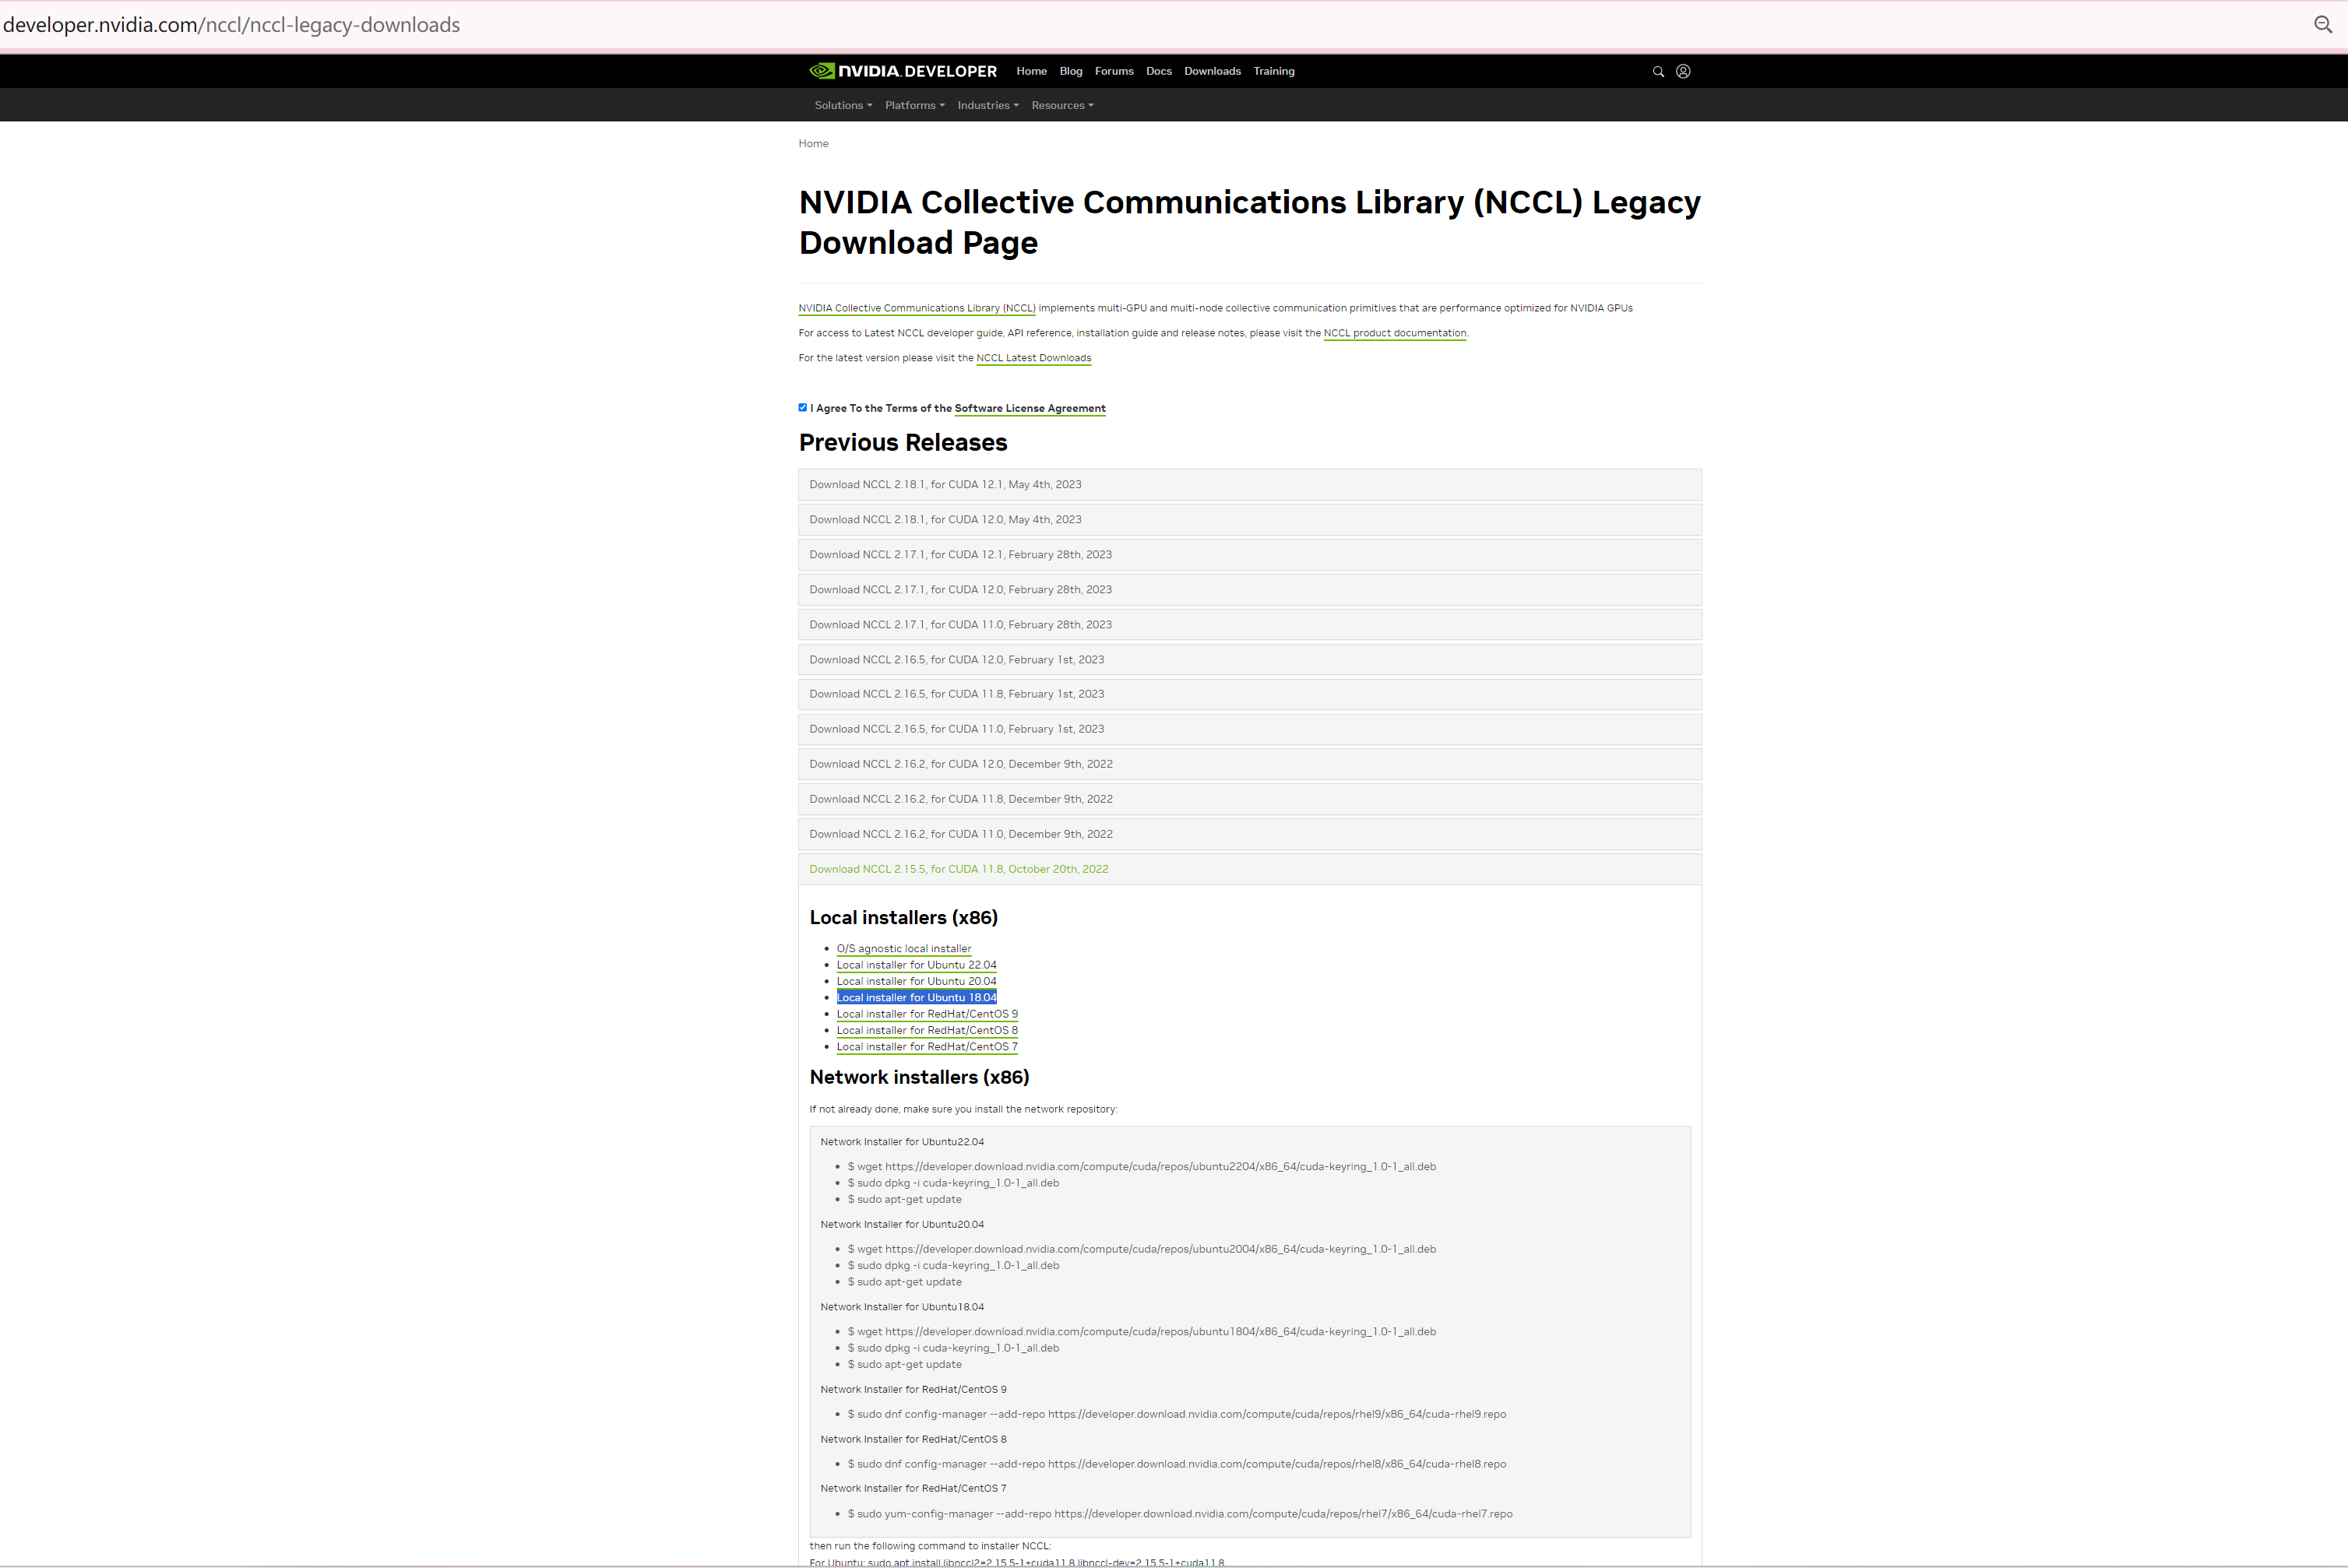 developer.nvidia.com/nccl/nccl-legacy-downloads
NVIDIA. DEVELOPER Home Blog Forums Docs Downloads Training
Solutions Platforms Industries Resources
Home
NVIDIA Collective Communications Library (NCCL) Legacy
Download Page
NVIDIA Collective Communications Library (NCCL) implements multi-GPU and multi-node collective communication primitives that are performance optimized for NVIDIA GPUs
For access to Latest NCCL developer guide, API reference, installation guide and release notes, please visit the NCCL product documentation.
For the latest version please visit the NCCL Latest Downloads
I Agree To the Terms of the Software License Agreement
Previous Releases
Download NCCL 2.18.1, for CUDA 12.1, May 4th, 2023
Download NCCL 2.18.1, for CUDA 12.0, May 4th, 2023
Download NCCL 2.17.1, for CUDA 12.1, February 28th, 2023
Download NCCL 2.17.1, for CUDA 12.0, February 28th, 2023
Download NCCL 2.17.1, for CUDA 11.0, February 28th, 2023
Download NCCL 2.16.5, for CUDA 12.0, February 1st, 2023
Download NCCL 2.16.5, for CUDA 11.8, February 1st, 2023
Download NCCL 2.16.5, for CUDA 11.0, February 1st, 2023
Download NCCL 2.16.2, for CUDA 12.0, December 9th, 2022
Download NCCL 2.16.2, for CUDA 11.8, December 9th, 2022
Download NCCL 2.16.2, for CUDA 11.0, December 9th, 2022
Download NCCL 2.15.5, for CUDA 11.8, October 20th, 2022
Local installers (x86)
O/S agnostic local installer
Local installer for Ubuntu 22.04
Local installer for Ubuntu 20.04
Local installer for Ubuntu 18.04
Local installer for RedHat/CentOS 9
Local installer for RedHat/CentOS 8
Local installer for RedHat/CentOS 7
Network installers (x86)
If not already done, make sure you install the network repository:
Network Installer for Ubuntu22.04
$ wget https://developer.download.nvidia.com/compute/cuda/repos/ubuntu2204/x86_64/cuda-keyring_1.0-1_all.deb
$ sudo dpkg -i cuda-keyring_1.0-1_all.deb
$ sudo apt-get update
Network Installer for Ubuntu20.04
$ wget https://developer.download.nvidia.com/compute/cuda/repos/ubuntu2004/x86_64/cuda-keyring_1.0-1_all.deb
$ sudo dpkg -i cuda-keyring_1.0-1_all.deb
$ sudo apt-get update
Network Installer for Ubuntu18.04
$ wget https://developer.download.nvidia.com/compute/cuda/repos/ubuntu1804/x86_64/cuda-keyring_1.0-1_all.deb
$ sudo dpkg -i cuda-keyring_1.0-1_all.deb
$ sudo apt-get update
Network Installer for RedHat/CentOS 9
$ sudo dnf config-manager --add-repo https://developer.download.nvidia.com/compute/cuda/repos/rhel9/x86_64/cuda-rhel9.repo
Network Installer for RedHat/CentOS 8
$ sudo dnf config-manager --add-repo https://developer.download.nvidia.com/compute/cuda/repos/rhel8/x86_64/cuda-rhel8.repo
Network Installer for RedHat/CentOS 7
$ sudo yum-config-manager --add-repo https://developer.download.nvidia.com/compute/cuda/repos/rhel7/x86_64/cuda-rhel7.repo
then run the following command to installer NCCL:
For Ubuntu: sudo apt install libnccl2=2.15.5-1+cuda11.8 libnccl-dev=2.15.5-1+cuda11.8